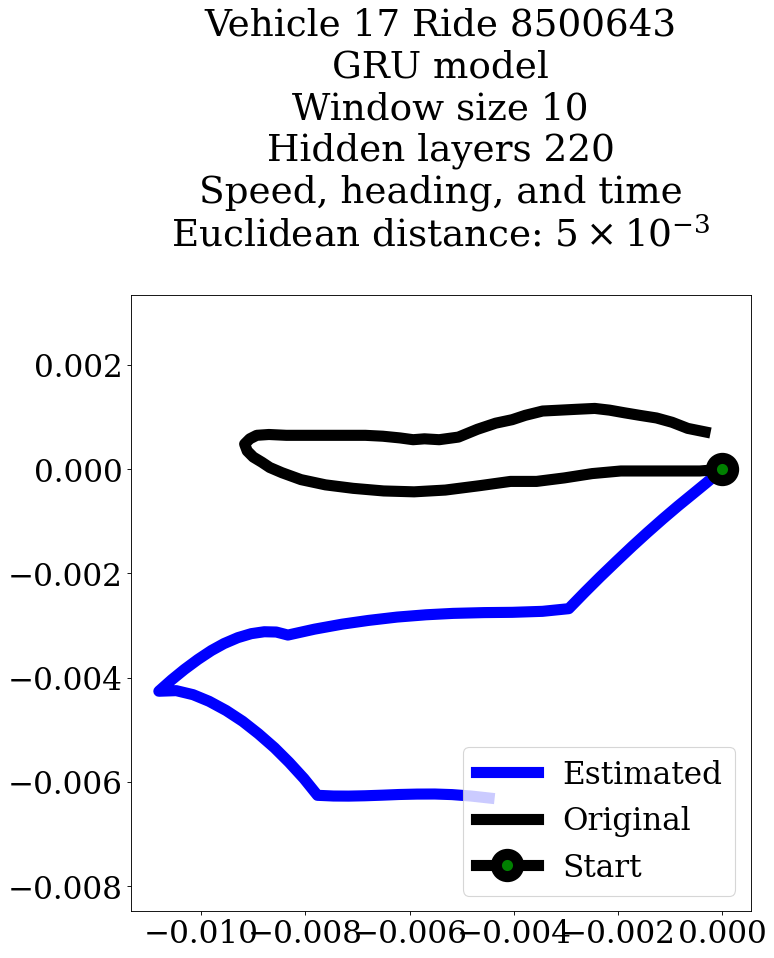 Vehicle 17 Ride 8500643
GRU model
Window size 10
Hidden layers 220
Speed, heading, and time
Euclidean distance: 5 × 10⁻³
0.002
0.000
−0.002
−0.004
−0.006
−0.008
Estimated
Original
Start
−0.010 −0.008 −0.006 −0.004 −0.002 0.000